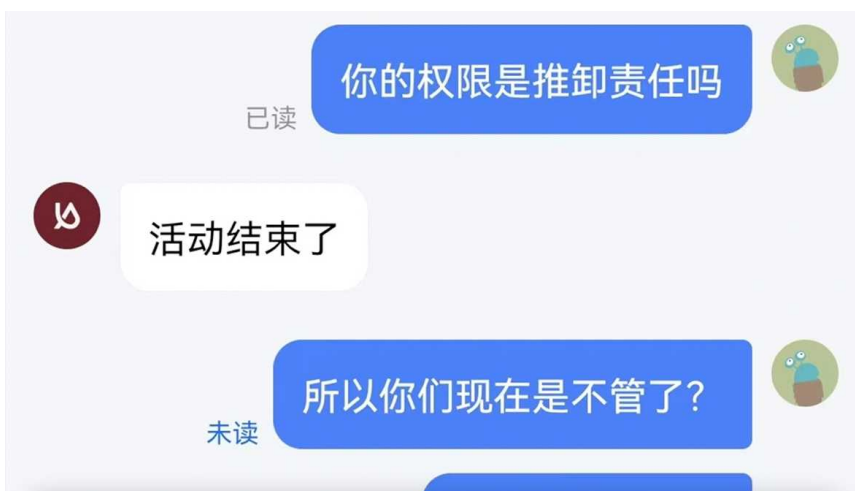 你的权限是推卸责任吗
已读
活动结束了
所以你们现在是不管了?
未读